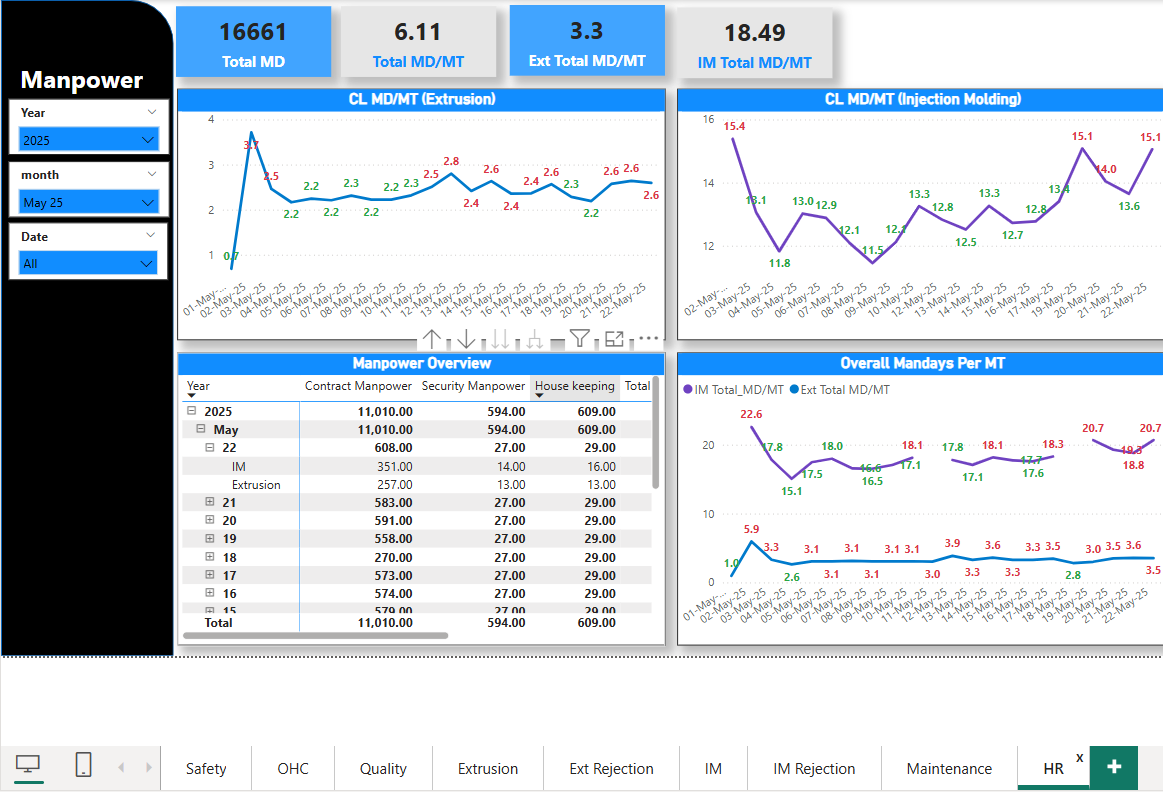 Manpower
Year
2025
month
May 25
Date
All
16661
Total MD
6.11
Total MD/MT
3.3
Ext Total MD/MT
18.49
IM Total MD/MT
CL MD/MT (Extrusion)
4
3
2
1
0.7
3.7
2.5
2.2
2.2
2.2
2.3
2.2
2.2
2.3
2.5
2.8
2.4
2.6
2.4
2.4
2.6
2.3
2.2
2.6
2.6
2.6
01-May-...
02-May-25
03-May-25
04-May-25
05-May-25
06-May-25
07-May-25
08-May-25
09-May-25
10-May-25
11-May-25
12-May-25
13-May-25
14-May-25
15-May-25
16-May-25
17-May-25
18-May-25
19-May-25
20-May-25
21-May-25
22-May-25
CL MD/MT (Injection Molding)
16
14
12
15.4
13.1
11.8
13.0
12.9
12.1
11.5
12.1
13.3
12.8
12.5
13.3
12.7
12.8
13.4
15.1
14.0
13.6
15.1
02-May-...
03-May-25
04-May-25
05-May-25
06-May-25
07-May-25
08-May-25
09-May-25
10-May-25
12-May-25
13-May-25
14-May-25
15-May-25
16-May-25
17-May-25
18-May-25
20-May-25
21-May-25
22-May-25
Manpower Overview
Year Contract Manpower Security Manpower House keeping Total
2025 11,010.00 594.00 609.00
May 11,010.00 594.00 609.00
22 608.00 27.00 29.00
IM 351.00 14.00 16.00
Extrusion 257.00 13.00 13.00
21 583.00 27.00 29.00
20 591.00 27.00 29.00
19 558.00 27.00 29.00
18 270.00 27.00 29.00
17 573.00 27.00 29.00
16 574.00 27.00 29.00
15 579.00 27.00 29.00
Total 11,010.00 594.00 609.00
Overall Mandays Per MT
IM Total_MD/MT Ext Total MD/MT
20
10
0
22.6
17.8
15.1
17.5
18.0
16.6
16.5
17.1
18.1
17.8
17.1
18.1
17.7
17.6
18.3
20.7
19.3
18.8
20.7
1.0
5.9
3.3
2.6
3.1
3.1
3.1
3.1
3.1
3.1
3.0
3.9
3.3
3.6
3.3
3.3
3.5
2.8
3.0
3.5
3.6
3.5
01-May-...
02-May-25
03-May-25
04-May-25
05-May-25
06-May-25
07-May-25
08-May-25
09-May-25
10-May-25
11-May-25
12-May-25
13-May-25
14-May-25
15-May-25
16-May-25
17-May-25
18-May-25
19-May-25
20-May-25
21-May-25
22-May-25
Safety
OHC
Quality
Extrusion
Ext Rejection
IM
IM Rejection
Maintenance
HR
x
+